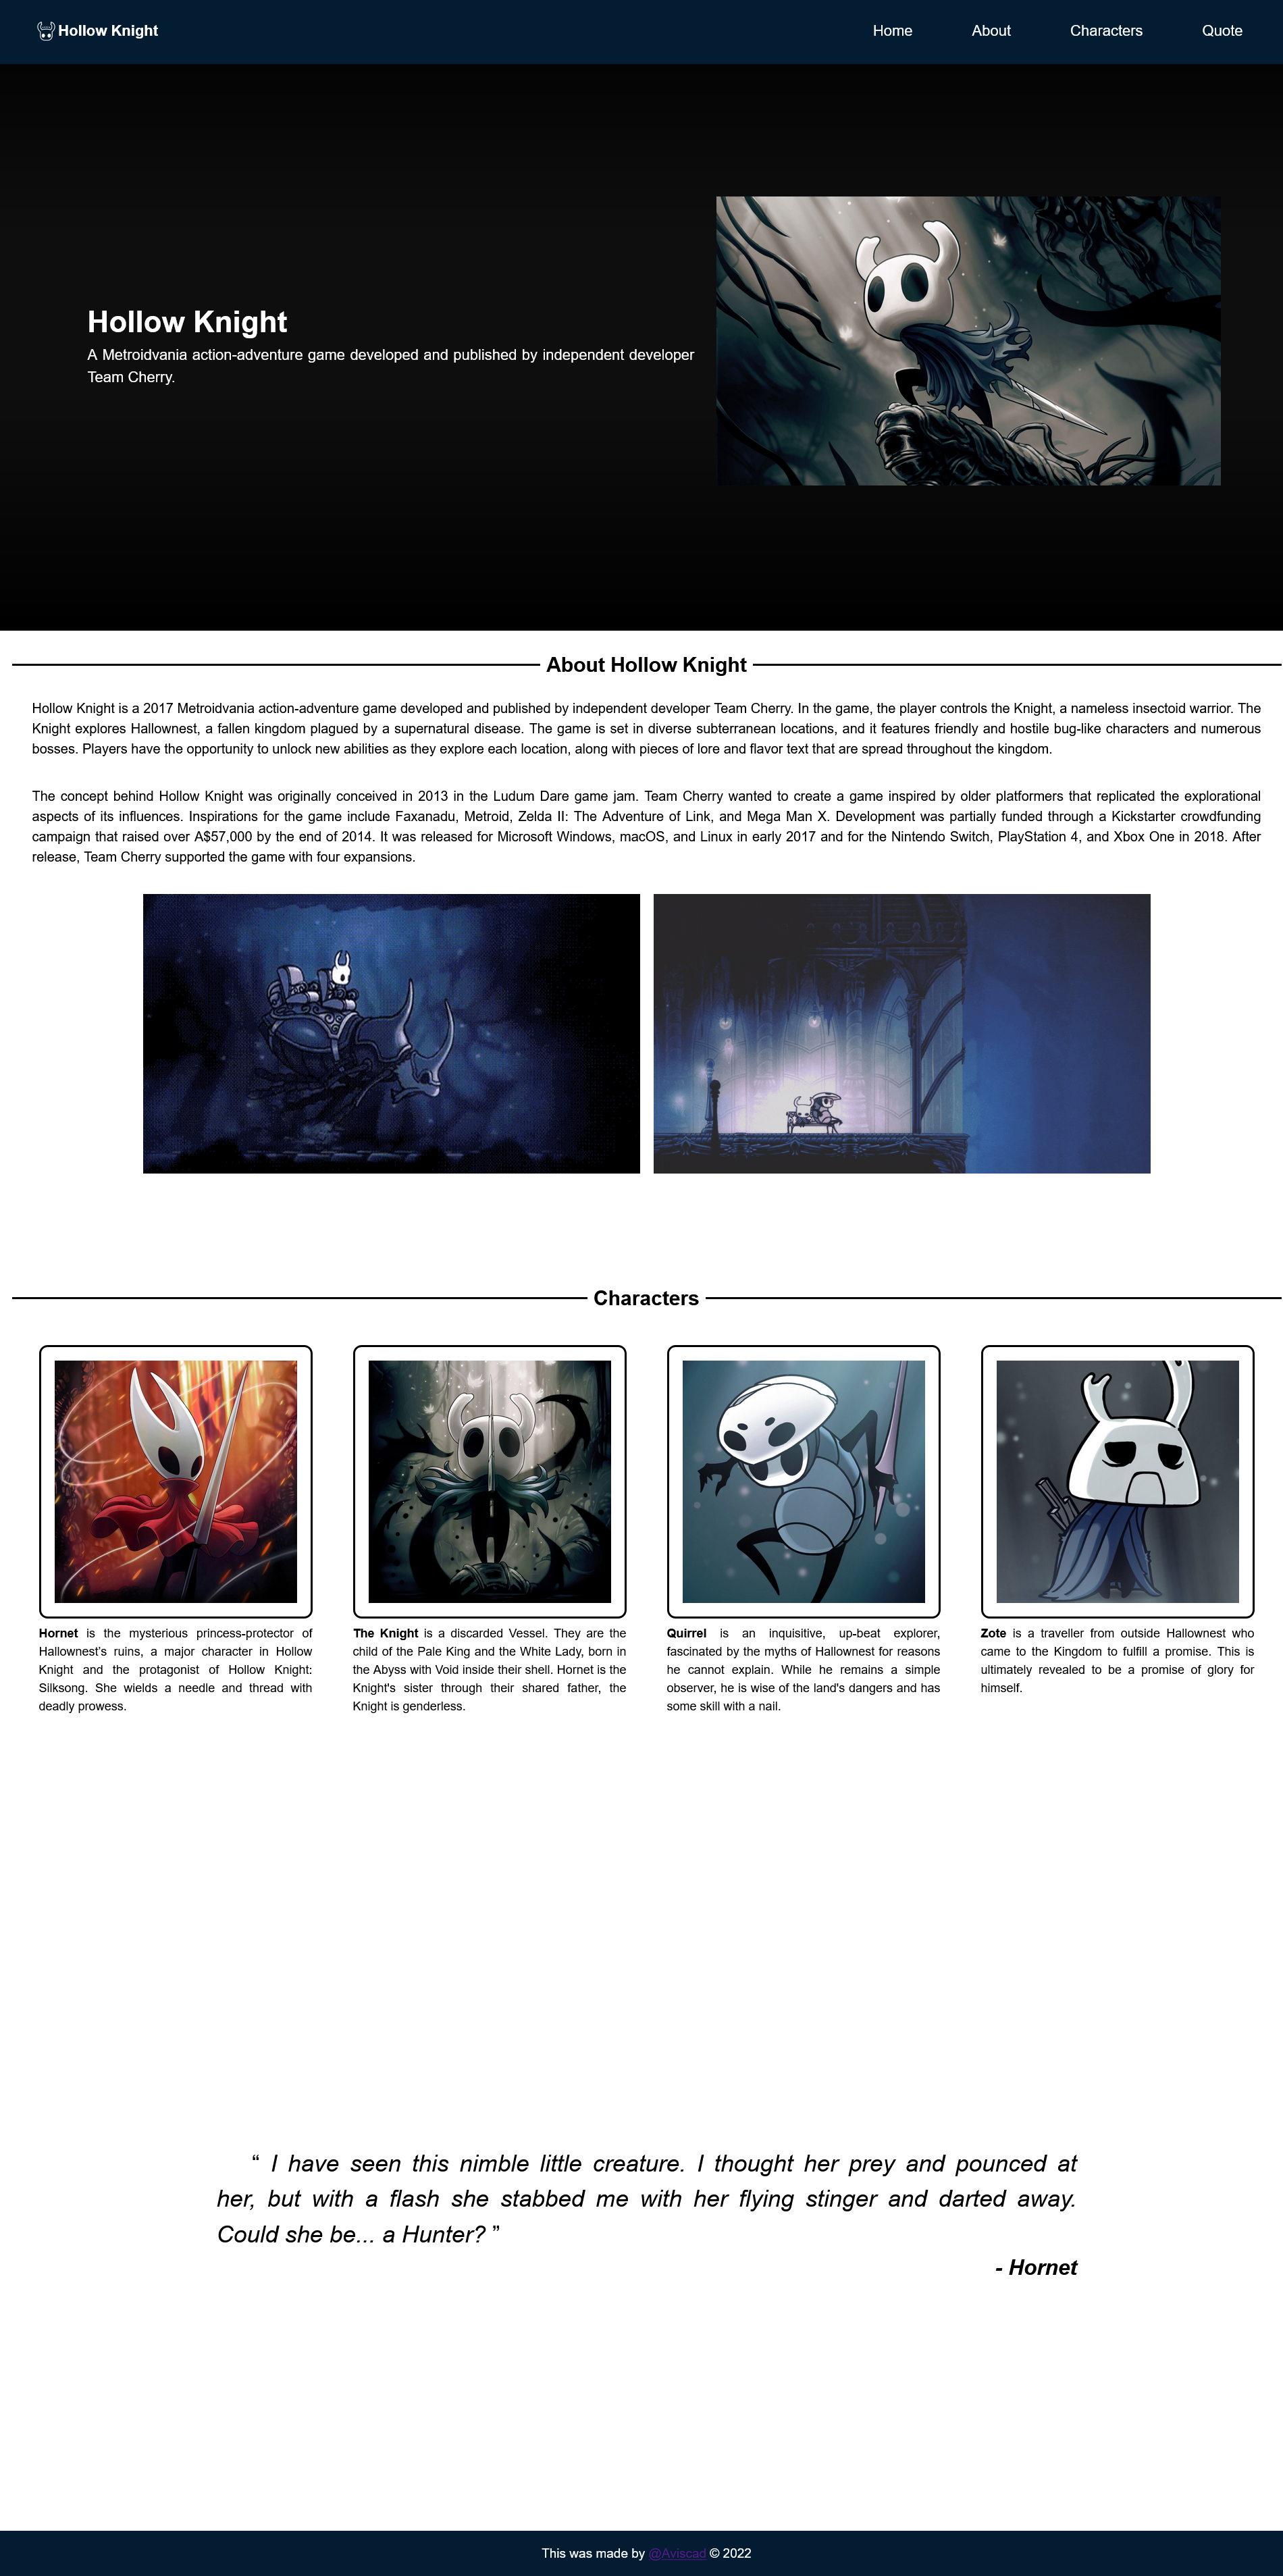 Hollow Knight
Home About Characters Quote
Hollow Knight
A Metroidvania action-adventure game developed and published by independent developer
Team Cherry.
About Hollow Knight
Hollow Knight is a 2017 Metroidvania action-adventure game developed and published by independent developer Team Cherry. In the game, the player controls the Knight, a nameless insectoid warrior. The
Knight explores Hallownest, a fallen kingdom plagued by a supernatural disease. The game is set in diverse subterranean locations, and it features friendly and hostile bug-like characters and numerous
bosses. Players have the opportunity to unlock new abilities as they explore each location, along with pieces of lore and flavor text that are spread throughout the kingdom.
The concept behind Hollow Knight was originally conceived in 2013 in the Ludum Dare game jam. Team Cherry wanted to create a game inspired by older platformers that replicated the explorational
aspects of its influences. Inspirations for the game include Faxanadu, Metroid, Zelda II: The Adventure of Link, and Mega Man X. Development was partially funded through a Kickstarter crowdfunding
campaign that raised over A$57,000 by the end of 2014. It was released for Microsoft Windows, macOS, and Linux in early 2017 and for the Nintendo Switch, PlayStation 4, and Xbox One in 2018. After
release, Team Cherry supported the game with four expansions.
Characters
Hornet is the mysterious princess-protector of
Hallownest’s ruins, a major character in Hollow
Knight and the protagonist of Hollow Knight:
Silksong. She wields a needle and thread with
deadly prowess.
The Knight is a discarded Vessel. They are the
child of the Pale King and the White Lady, born in
the Abyss with Void inside their shell. Hornet is the
Knight's sister through their shared father, the
Knight is genderless.
Quirrel is an inquisitive, up-beat explorer,
fascinated by the myths of Hallownest for reasons
he cannot explain. While he remains a simple
observer, he is wise of the land's dangers and has
some skill with a nail.
Zote is a traveller from outside Hallownest who
came to the Kingdom to fulfill a promise. This is
ultimately revealed to be a promise of glory for
himself.
“ I have seen this nimble little creature. I thought her prey and pounced at
her, but with a flash she stabbed me with her flying stinger and darted away.
Could she be... a Hunter? ”
- Hornet
This was made by @Aviscad © 2022